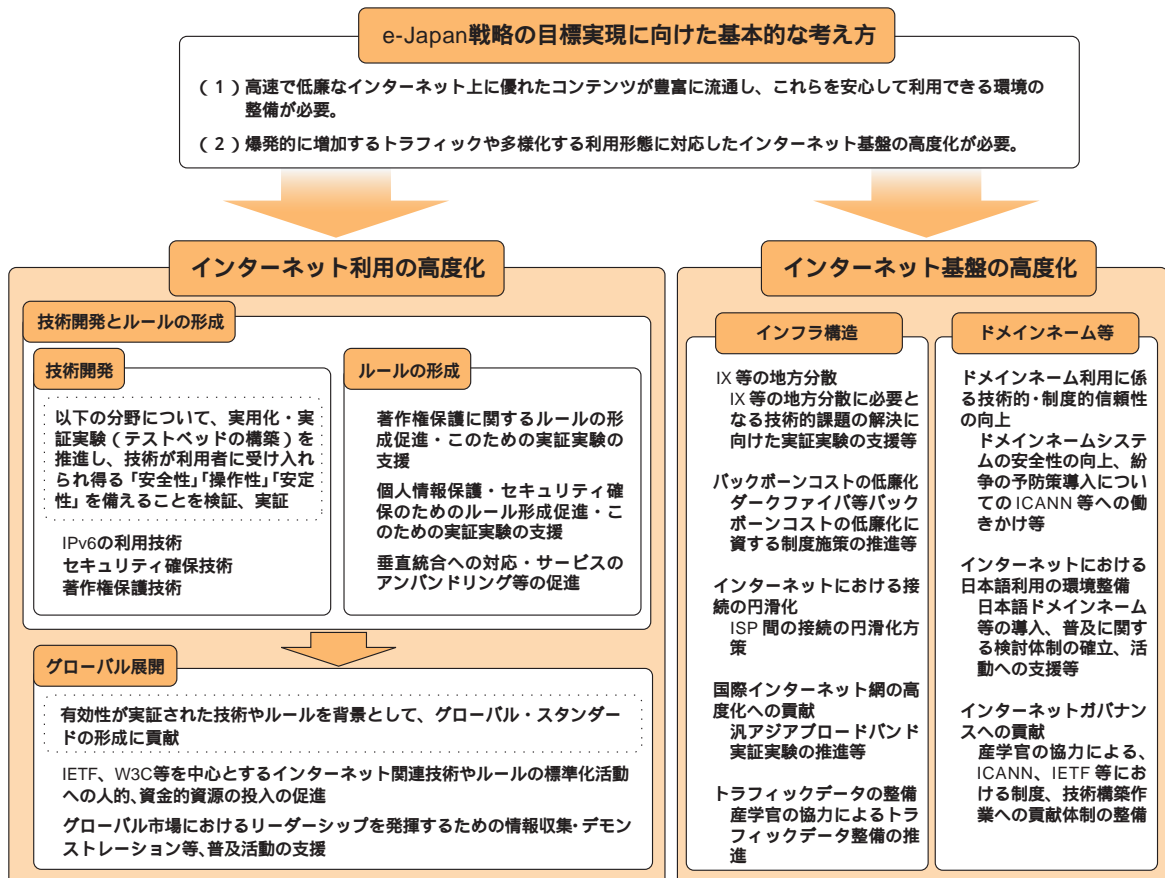 e-Japan戦略の目標実現に向けた基本的な考え方
（1）高速で低廉なインターネット上に優れたコンテンツが豊富に流通し、これらを安心して利用できる環境の
整備が必要。
（2）爆発的に増加するトラフィックや多様化する利用形態に対応したインターネット基盤の高度化が必要。
インターネット利用の高度化
技術開発とルールの形成
技術開発
以下の分野について、実用化・実
証実験（テストベッドの構築）を
推進し、技術が利用者に受け入れ
られ得る「安全性」「操作性」「安定
性」を備えることを検証、実証
IPv6の利用技術
セキュリティ確保技術
著作権保護技術
ルールの形成
著作権保護に関するルールの形
成促進・このための実証実験の
支援
個人情報保護・セキュリティ確
保のためのルール形成促進・こ
のための実証実験の支援
垂直統合への対応・サービスの
アンバンドリング等の促進
グローバル展開
有効性が実証された技術やルールを背景として、グローバル・スタンダー
ドの形成に貢献
IETF、W3C等を中心とするインターネット関連技術やルールの標準化活動
への人的、資金的資源の投入の促進
グローバル市場におけるリーダーシップを発揮するための情報収集・デモン
ストレーション等、普及活動の支援
インターネット基盤の高度化
インフラ構造
IX等の地方分散
IX等の地方分散に必要と
なる技術的課題の解決に
向けた実証実験の支援等
バックボーンコストの低廉化
ダークファイバ等バック
ボーンコストの低廉化に
資する制度施策の推進等
インターネットにおける接
続の円滑化
ISP間の接続の円滑化方
策
国際インターネット網の高
度化への貢献
汎アジアブロードバンド
実証実験の推進等
トラフィックデータの整備
産学官の協力によるトラ
フィックデータ整備の推
進
ドメインネーム等
ドメインネーム利用に係
る技術的・制度的信頼性
の向上
ドメインネームシステ
ムの安全性の向上、紛
争の予防策導入につい
てのICANN等への働
きかけ等
インターネットにおける
日本語利用の環境整備
日本語ドメインネーム
等の導入、普及に関す
る検討体制の確立、活
動への支援等
インターネットガバナン
スへの貢献
産学官の協力による、
ICANN、IETF等にお
ける制度、技術構築作
業への貢献体制の整備